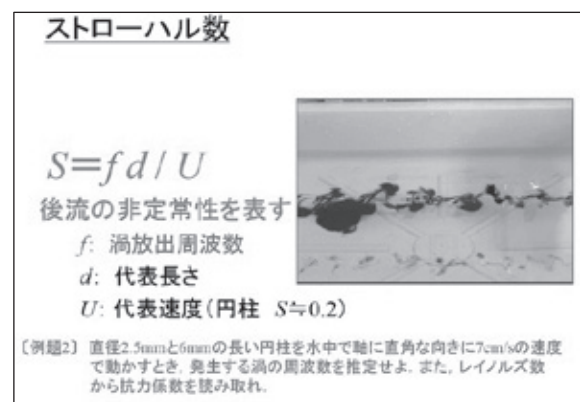 ストローハル数
S=fd/U
後流の非定常性を表す
f: 渦放出周波数
d: 代表長さ
U: 代表速度(円柱 S≒0.2)
〔例題2〕 直径2.5mmと6mmの長い円柱を水中で軸に直角な向きに7cm/sの速度
で動かすとき, 発生する渦の周波数を推定せよ. また, レイノルズ数
から抗力係数を読み取れ.